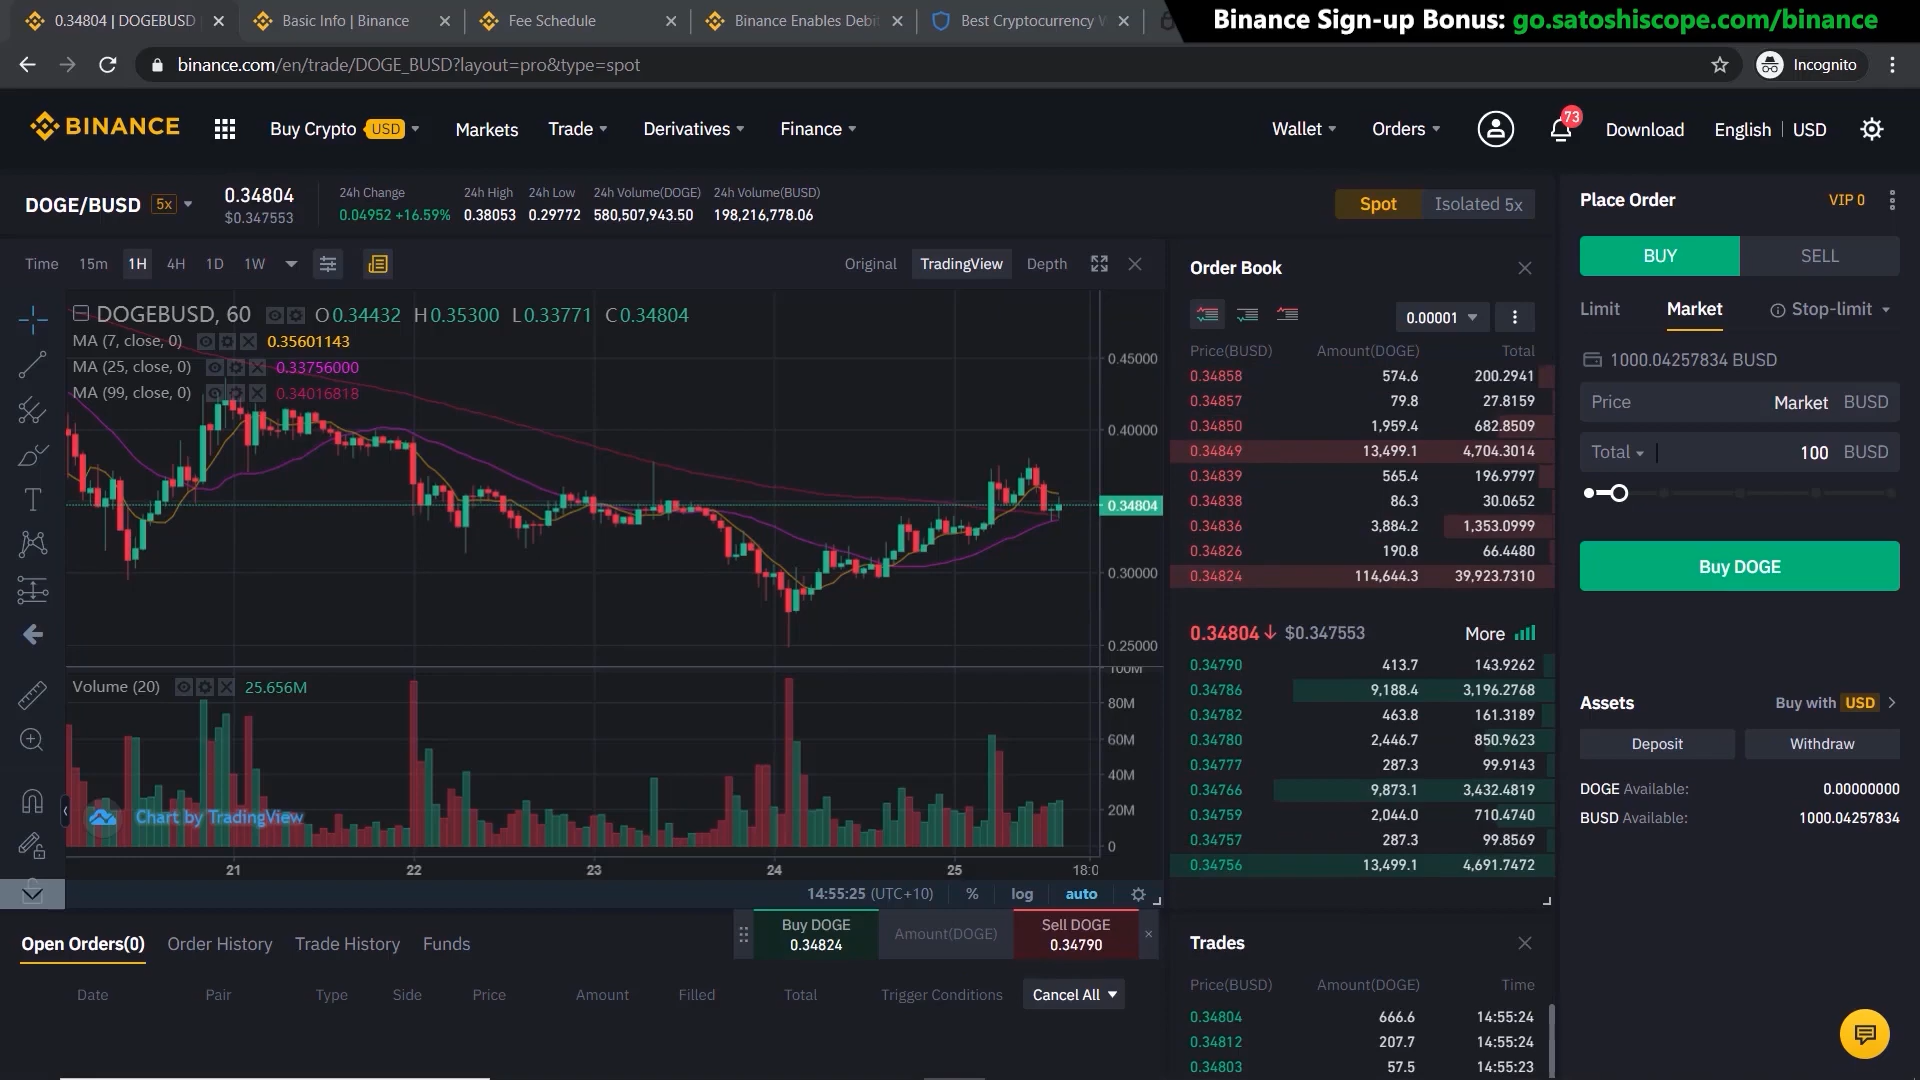 0.34804 | DOGEBUSD
Basic Info | Binance
Fee Schedule
Binance Enables Debi
Best Cryptocurrency
Binance Sign-up Bonus: go.satoshiscope.com/binance
binance.com/en/trade/DOGE_BUSD?layout=pro&type=spot
Incognito
BINANCE
Buy Crypto USD
Markets
Trade
Derivatives
Finance
Wallet
Orders
73
Download
English
USD
DOGE/BUSD 5x
0.34804
$0.347553
24h Change
0.04952 +16.59%
24h High
0.38053
24h Low
0.29772
24h Volume(DOGE)
580,507,943.50
24h Volume(BUSD)
198,216,778.06
Spot
Isolated 5x
Time 15m 1H 4H 1D 1W
Original TradingView Depth
DOGEBUSD, 60 O0.34432 H0.35300 L0.33771 C0.34804
MA (7, close, 0) 0.35601143
MA (25, close, 0) 0.33756000
MA (99, close, 0) 0.34016818
0.45000
0.40000
0.34804
0.30000
0.25000
Volume (20) 25.656M
100M
80M
60M
40M
20M
0
Chart by TradingView
21 22 23 24 25 18:0
14:55:25 (UTC+10) % log auto
Order Book
0.00001
Price(BUSD) Amount(DOGE) Total
0.34858 574.6 200.2941
0.34857 79.8 27.8159
0.34850 1,959.4 682.8509
0.34849 13,499.1 4,704.3014
0.34839 565.4 196.9797
0.34838 86.3 30.0652
0.34836 3,884.2 1,353.0999
0.34826 190.8 66.4480
0.34824 114,644.3 39,923.7310
0.34804 $0.347553 More
0.34790 413.7 143.9262
0.34786 9,188.4 3,196.2768
0.34782 463.8 161.3189
0.34780 2,446.7 850.9623
0.34777 287.3 99.9143
0.34766 9,873.1 3,432.4819
0.34759 2,044.0 710.4740
0.34757 287.3 99.8569
0.34756 13,499.1 4,691.7472
Trades
Price(BUSD) Amount(DOGE) Time
0.34804 666.6 14:55:24
0.34812 207.7 14:55:24
0.34803 57.5 14:55:23
Place Order
VIP 0
BUY
SELL
Limit
Market
Stop-limit
1000.04257834 BUSD
Price Market BUSD
Total 100 BUSD
Buy DOGE
Assets
Buy with USD
Deposit
Withdraw
DOGE Available: 0.00000000
BUSD Available: 1000.04257834
Open Orders(0)
Order History
Trade History
Funds
Buy DOGE
0.34824
Amount(DOGE)
Sell DOGE
0.34790
Date Pair Type Side Price Amount Filled Total Trigger Conditions Cancel All